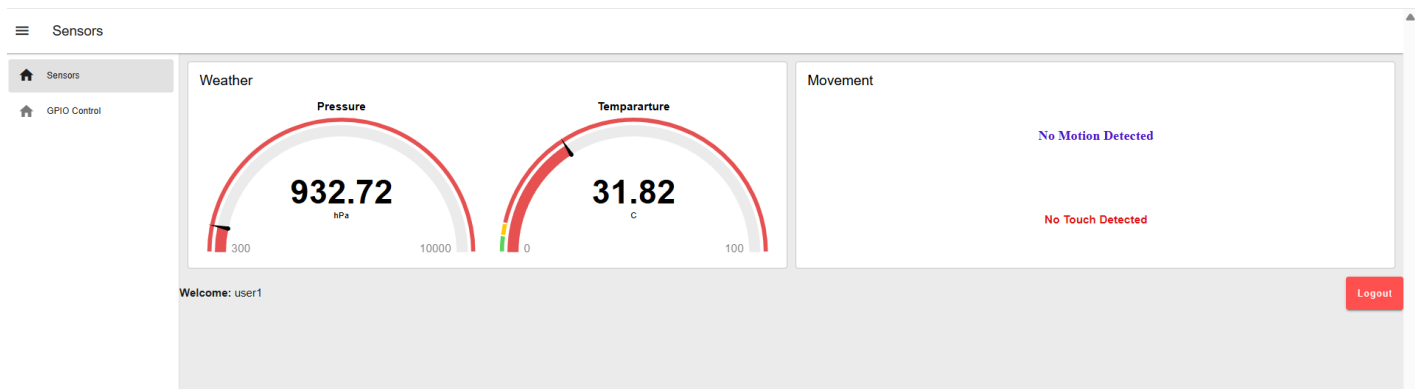 Sensors
Sensors
GPIO Control
Weather
Pressure
932.72
hPa
300
10000
Tempararture
31.82
C
0
100
Movement
No Motion Detected
No Touch Detected
Welcome: user1
Logout